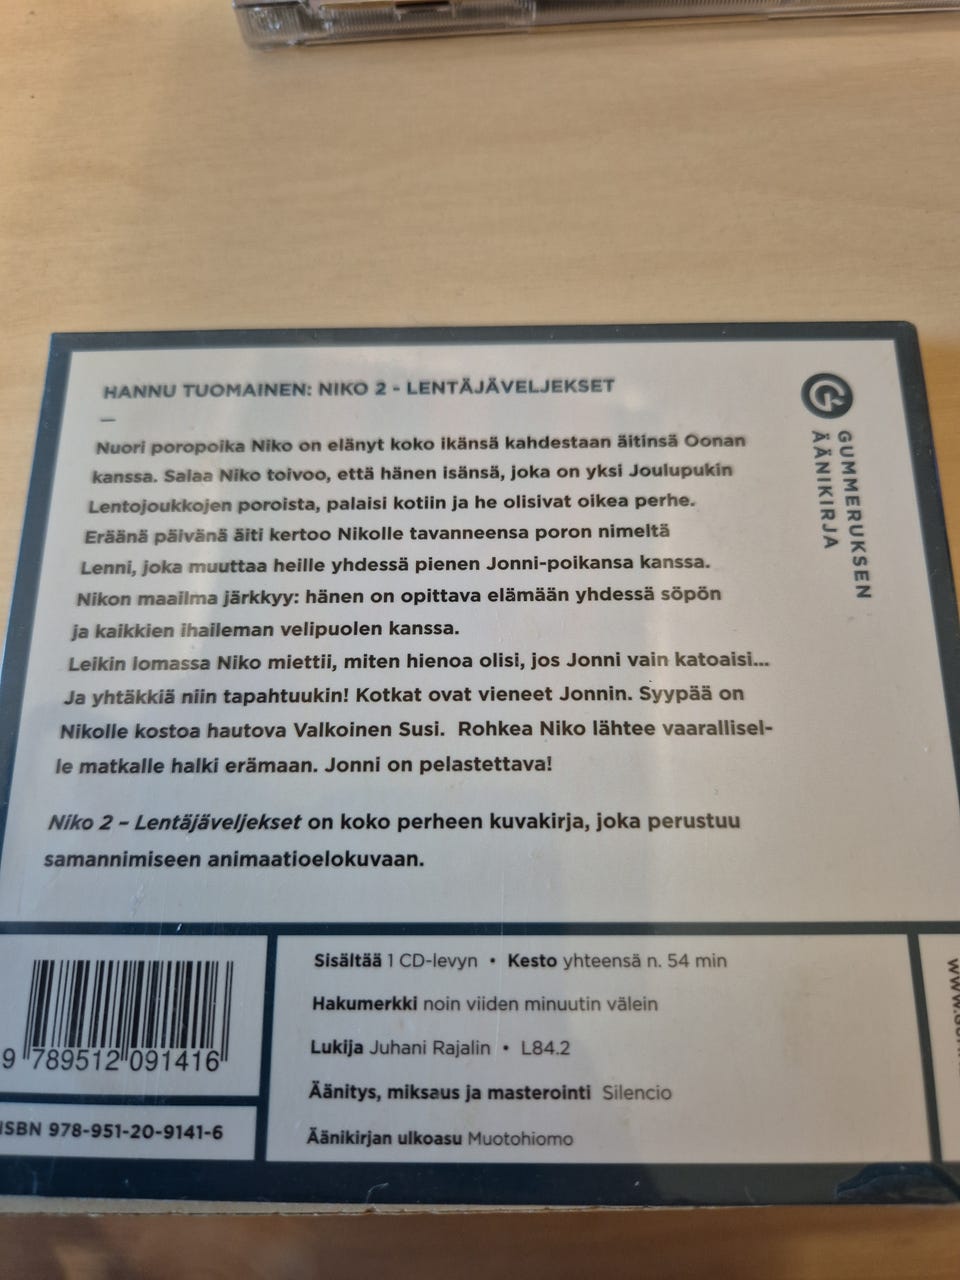 HANNU TUOMAINEN: NIKO 2 - LENTÄJÄVELJEKSET
—
Nuori poropoika Niko on elänyt koko ikänsä kahdestaan äitinsä Oonan
kanssa. Salaa Niko toivoo, että hänen isänsä, joka on yksi Joulupukin
Lentojoukkojen poroista, palaisi kotiin ja he olisivat oikea perhe.
Eräänä päivänä äiti kertoo Nikolle tavanneensa poron nimeltä
Lenni, joka muuttaa heille yhdessä pienen Jonni-poikansa kanssa.
Nikon maailma järkkyy: hänen on opittava elämään yhdessä söpön
ja kaikkien ihaileman velipuolen kanssa.
Leikin lomassa Niko miettii, miten hienoa olisi, jos Jonni vain katoaisi...
Ja yhtäkkiä niin tapahtuukin! Kotkat ovat vieneet Jonnin. Syypää on
Nikolle kostoa hautova Valkoinen Susi. Rohkea Niko lähtee vaarallisel-
le matkalle halki erämaan. Jonni on pelastettava!
Niko 2 – Lentäjäveljekset on koko perheen kuvakirja, joka perustuu
samannimiseen animaatioelokuvaan.
GUMMERUKSEN
ÄÄNIKIRJA
9 789512 091416
ISBN 978-951-20-9141-6
Sisältää 1 CD-levyn • Kesto yhteensä n. 54 min
Hakumerkki noin viiden minuutin välein
Lukija Juhani Rajalin • L84.2
Äänitys, miksaus ja masterointi Silencio
Äänikirjan ulkoasu Muotohiomo